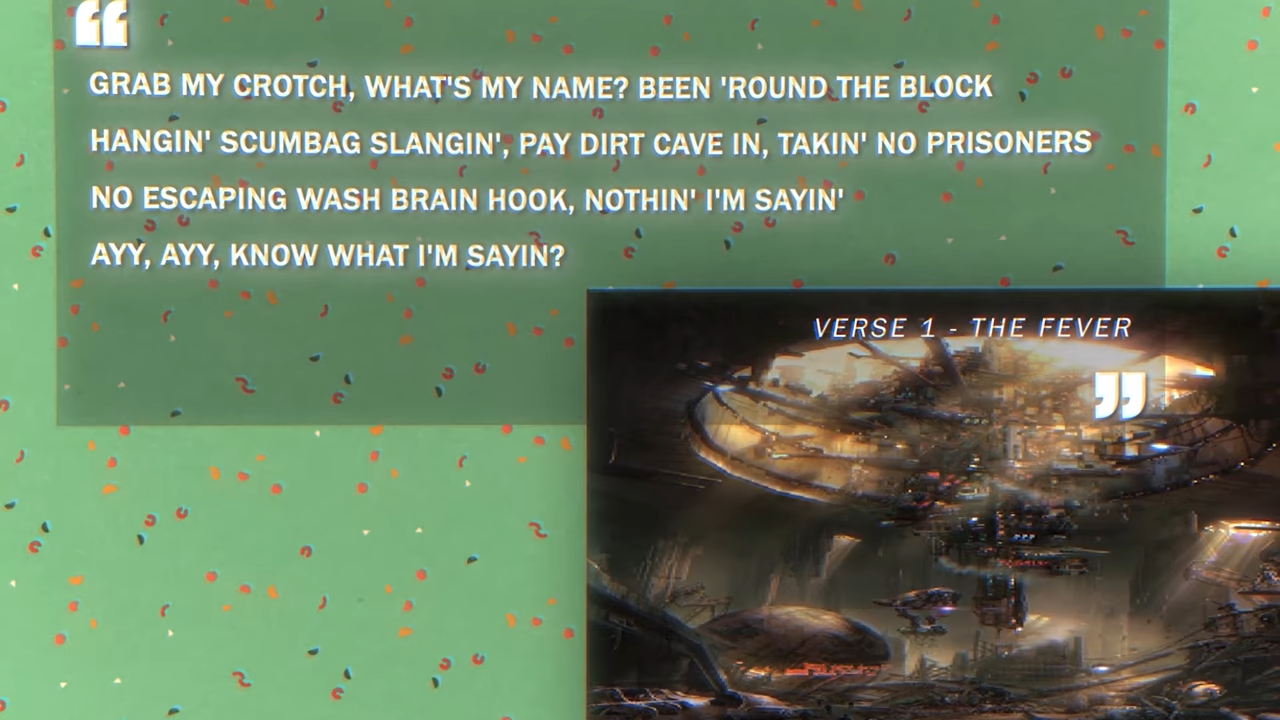 “
GRAB MY CROTCH, WHAT'S MY NAME? BEEN 'ROUND THE BLOCK
HANGIN' SCUMBAG SLANGIN', PAY DIRT CAVE IN, TAKIN' NO PRISONERS
NO ESCAPING WASH BRAIN HOOK, NOTHIN' I'M SAYIN'
AYY, AYY, KNOW WHAT I'M SAYIN?
VERSE 1 - THE FEVER
”